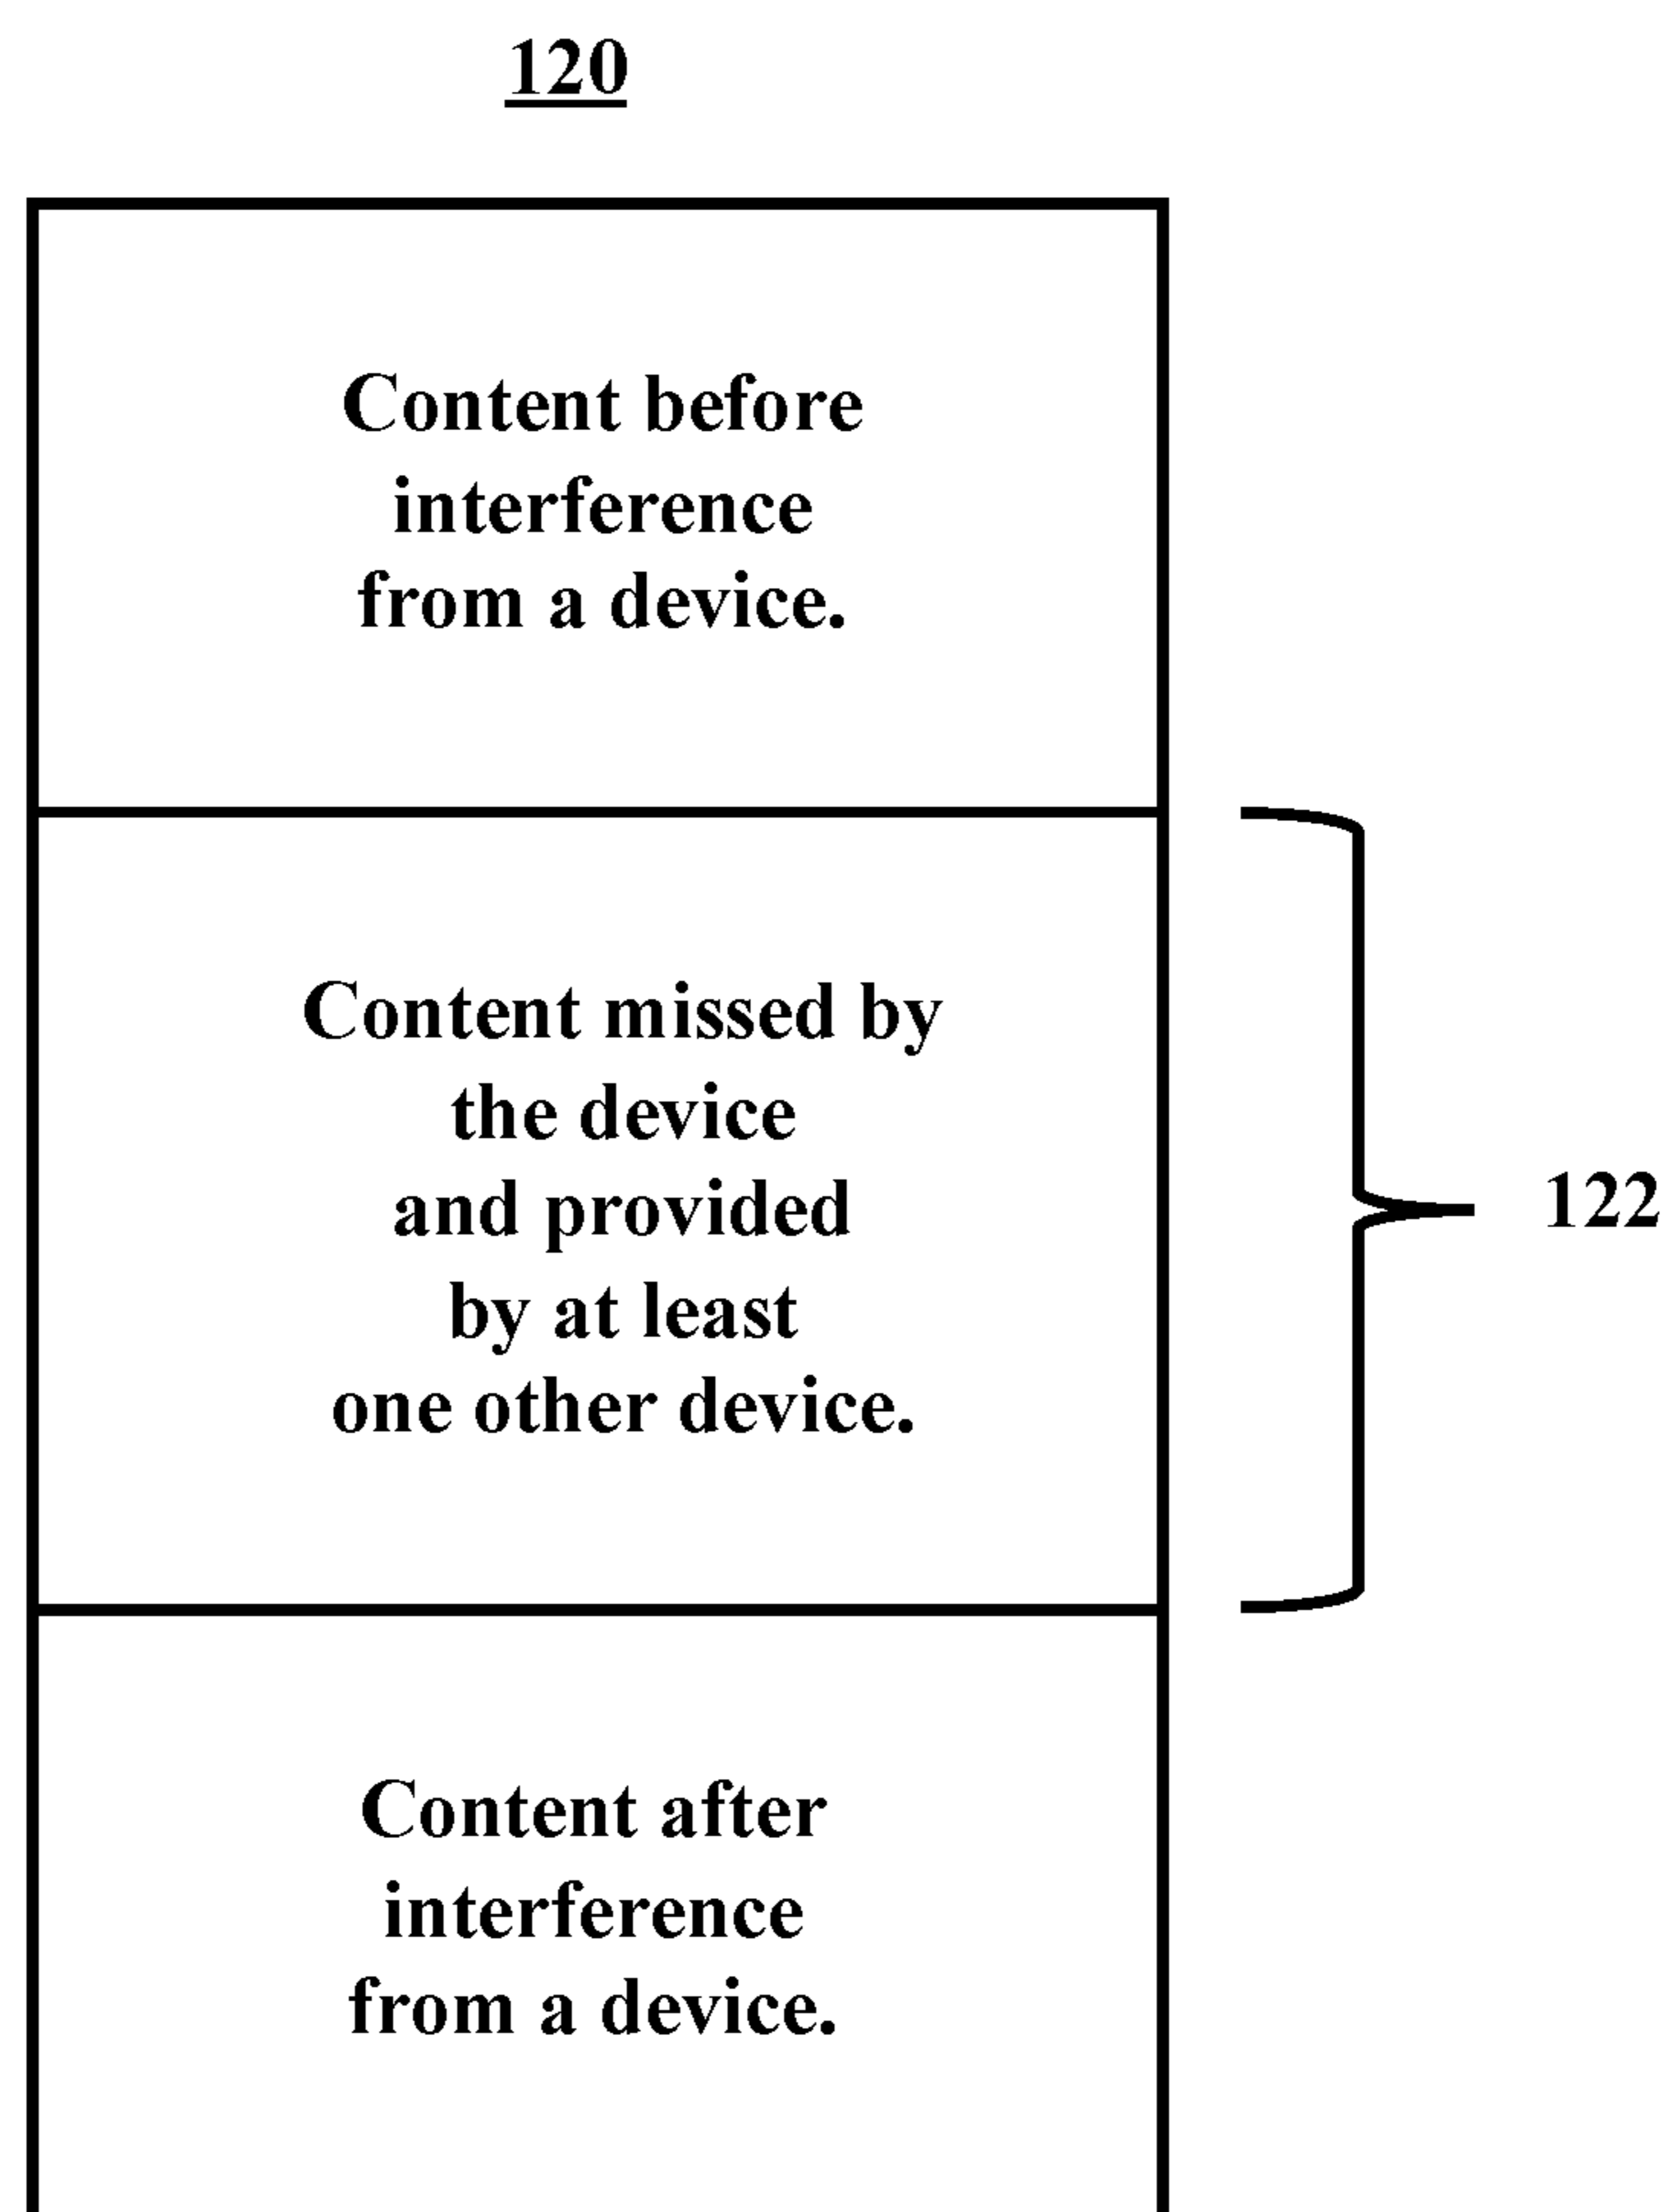 120
Content before
interference
from a device.
Content missed by
the device
and provided
by at least
one other device.
122
Content after
interference
from a device.